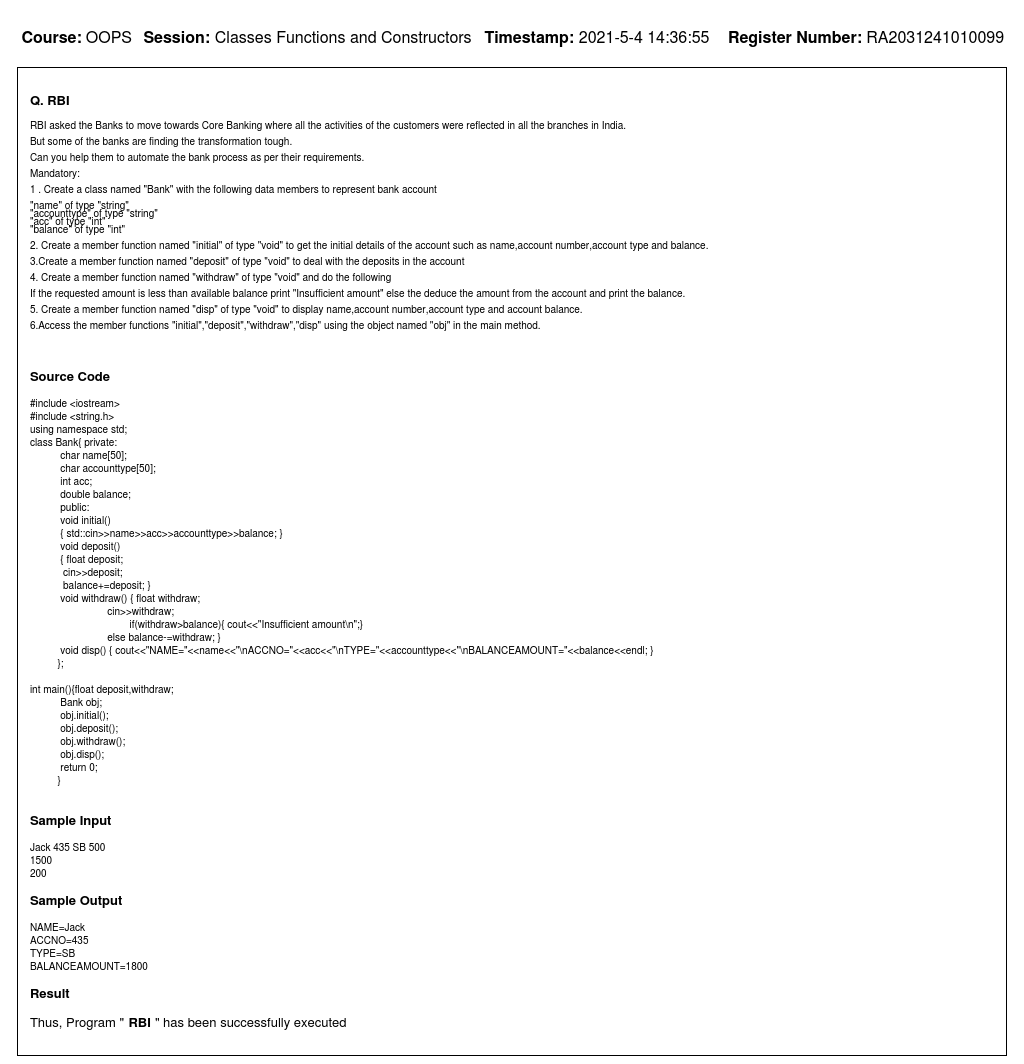 Course: OOPS Session: Classes Functions and Constructors Timestamp: 2021-5-4 14:36:55 Register Number: RA2031241010099
Q. RBI
RBI asked the Banks to move towards Core Banking where all the activities of the customers were reflected in all the branches in India.
But some of the banks are finding the transformation tough.
Can you help them to automate the bank process as per their requirements.
Mandatory:
1 . Create a class named "Bank" with the following data members to represent bank account
"name" of type "string"
"accounttype" of type "string"
"acc" of type "int"
"balance" of type "int"
2. Create a member function named "initial" of type "void" to get the initial details of the account such as name,account number,account type and balance.
3.Create a member function named "deposit" of type "void" to deal with the deposits in the account
4. Create a member function named "withdraw" of type "void" and do the following
If the requested amount is less than available balance print "Insufficient amount" else the deduce the amount from the account and print the balance.
5. Create a member function named "disp" of type "void" to display name,account number,account type and account balance.
6.Access the member functions "initial","deposit","withdraw","disp" using the object named "obj" in the main method.
Source Code
#include <iostream>
#include <string.h>
using namespace std;
class Bank{ private:
char name[50];
char accounttype[50];
int acc;
double balance;
public:
void initial()
{ std::cin>>name>>acc>>accounttype>>balance; }
void deposit()
{ float deposit;
cin>>deposit;
balance+=deposit; }
void withdraw() { float withdraw;
cin>>withdraw;
if(withdraw>balance){ cout<<"Insufficient amount\n";}
else balance-=withdraw; }
void disp() { cout<<"NAME="<<name<<"\nACCNO="<<acc<<"\nTYPE="<<accounttype<<"\nBALANCEAMOUNT="<<balance<<endl; }
};
int main(){float deposit,withdraw;
Bank obj;
obj.initial();
obj.deposit();
obj.withdraw();
obj.disp();
return 0;
}
Sample Input
Jack 435 SB 500
1500
200
Sample Output
NAME=Jack
ACCNO=435
TYPE=SB
BALANCEAMOUNT=1800
Result
Thus, Program " RBI " has been successfully executed